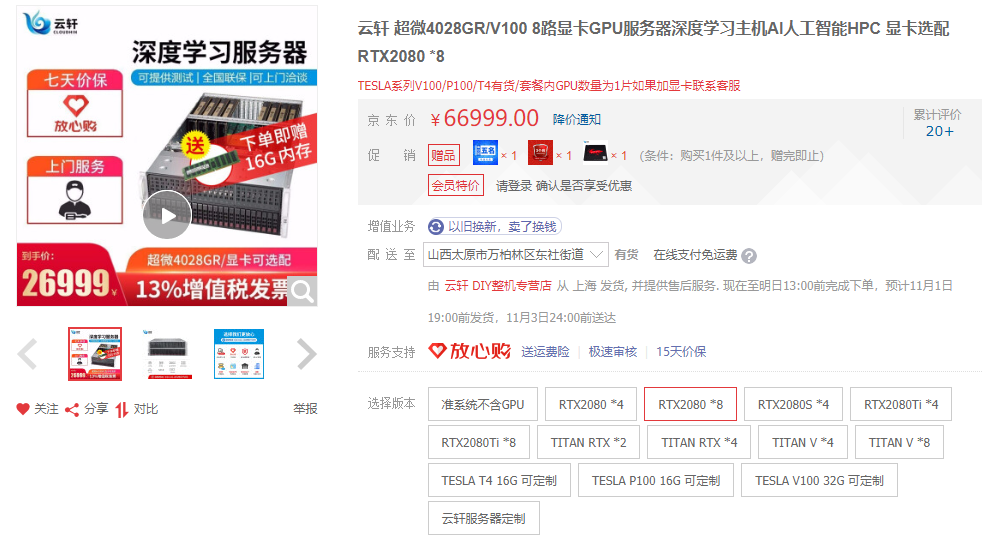 云轩
CLOUDHIN
深度学习服务器
可提供测试 | 全国联保 | 可上门洽谈
七天价保
放心购
送
下单即赠
16G内存
上门服务
到手价:
26999¥
超微4028GR/显卡可选配
13%增值税发票
关注
分享
对比
举报
云轩 超微4028GR/V100 8路显卡GPU服务器深度学习主机AI人工智能HPC 显卡选配
RTX2080 *8
TESLA系列V100/P100/T4有货/套餐内GPU数量为1片如果加显卡联系客服
京 东 价 ¥66999.00 降价通知
累计评价
20+
促 销 赠品 × 1 × 1 × 1 (条件：购买1件及以上，赠完即止)
会员特价 请登录 确认是否享受优惠
增值业务 以旧换新，卖了换钱
配 送 至 山西太原市万柏林区东社街道 有货 在线支付免运费 ?
由 云轩 DIY整机专营店 从 上海 发货, 并提供售后服务. 现在至明日13:00前完成下单，预计11月1日
19:00前发货，11月3日24:00前送达
服务支持 放心购 送运费险 | 极速审核 | 15天价保
选择版本 准系统不含GPU RTX2080 *4 RTX2080 *8 RTX2080S *4 RTX2080Ti *4
RTX2080Ti *8 TITAN RTX *2 TITAN RTX *4 TITAN V *4 TITAN V *8
TESLA T4 16G 可定制 TESLA P100 16G 可定制 TESLA V100 32G 可定制
云轩服务器定制